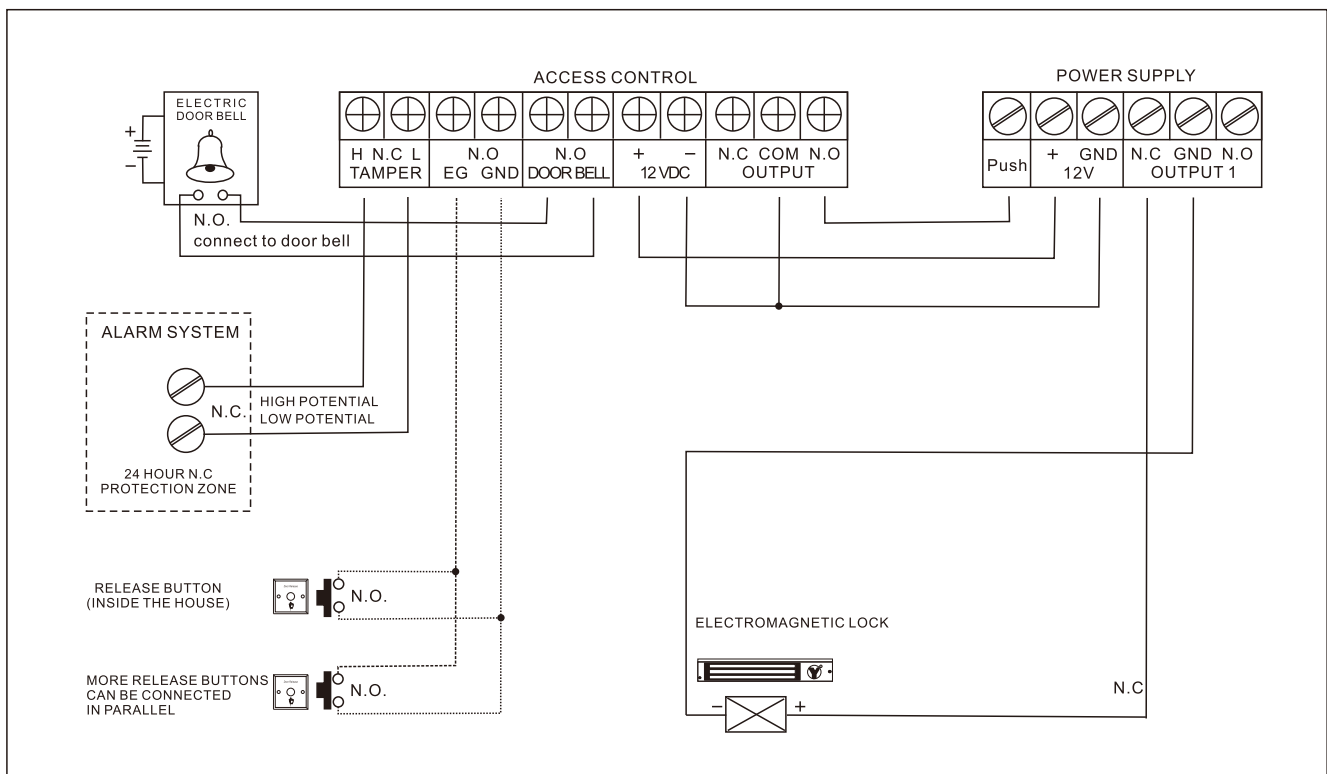 ACCESS CONTROL
POWER SUPPLY
ELECTRIC
DOOR BELL
+
−
H N.C L
TAMPER
N.O
EG GND
N.O
DOOR BELL
+ −
12 VDC
N.C COM N.O
OUTPUT
Push
+ GND
12V
N.C GND N.O
OUTPUT 1
N.O.
connect to door bell
ALARM SYSTEM
N.C.
HIGH POTENTIAL
LOW POTENTIAL
24 HOUR N.C
PROTECTION ZONE
RELEASE BUTTON
(INSIDE THE HOUSE)
N.O.
MORE RELEASE BUTTONS
CAN BE CONNECTED
IN PARALLEL
N.O.
ELECTROMAGNETIC LOCK
− +
N.C